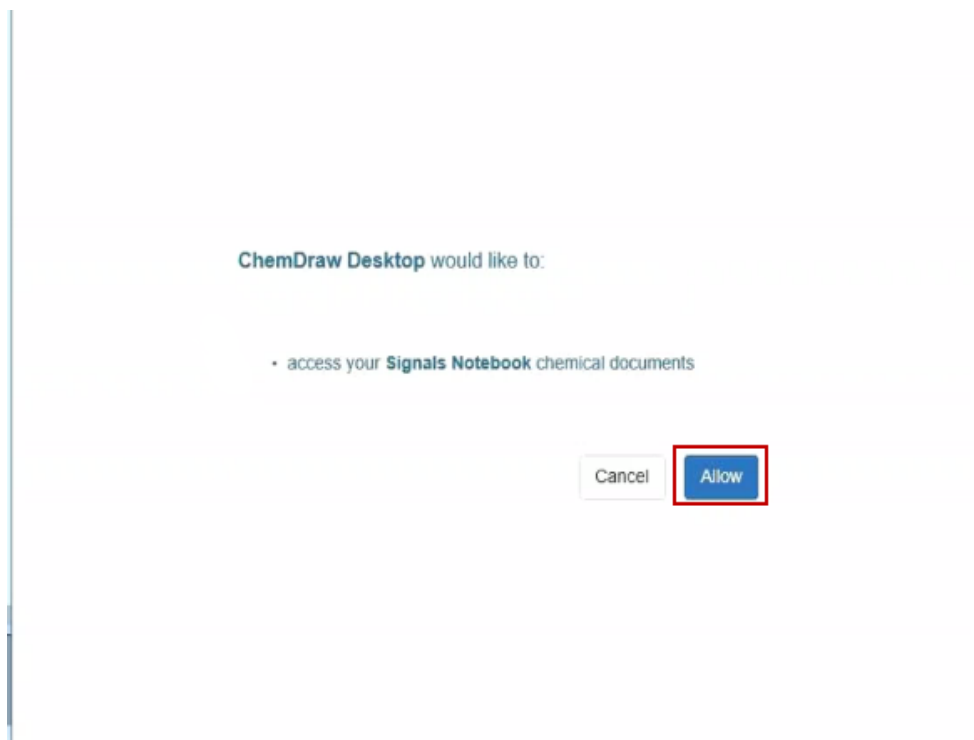 ChemDraw Desktop would like to:
• access your Signals Notebook chemical documents
Cancel Allow